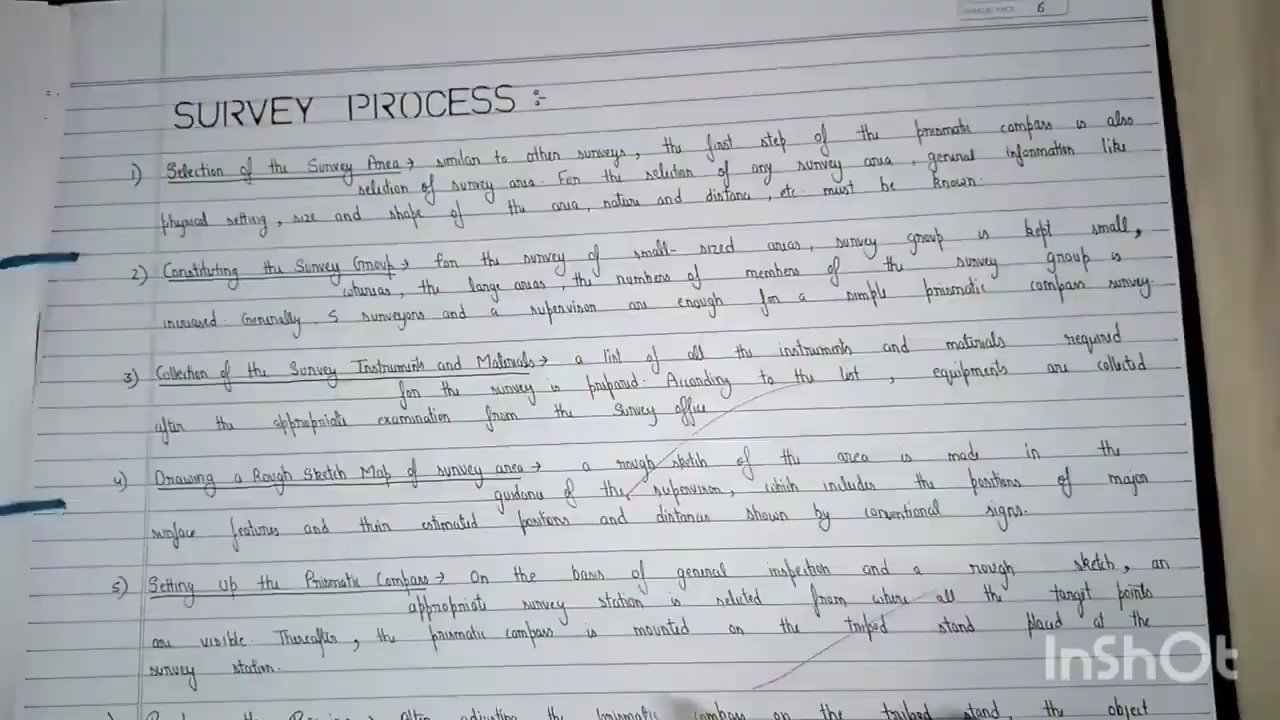 PAGE NO. 6
SURVEY PROCESS :-
1) Selection of the Survey Area → similar to other surveys, the first step of the prismatic compass is also
selection of survey area. For the selection of any survey area, general information like
physical setting, size and shape of the area, nature and distance, etc. must be known.
2) Constituting the Survey Group → for the survey of small-sized areas, survey group is kept small,
whereas, the large areas, the numbers of members of the survey group is
increased. Generally 5 surveyors and a supervisor are enough for a simple prismatic compass survey.
3) Collection of the Survey Instruments and Materials → a list of all the instruments and materials required
for the survey is prepared. According to the list, equipments are collected
after the appropriate examination from the survey office
4) Drawing a Rough Sketch Map of survey area → a rough sketch of the area is made in the
guidance of the supervisor, which includes the positions of major
surface features and their estimated positions and distances shown by conventional signs.
5) Setting Up the Prismatic Compass → On the basis of general inspection and a rough sketch, an
appropriate survey station is selected from where all the target points
are visible. Thereafter, the prismatic compass is mounted on the tripod stand placed at the
survey station.
the → After adjusting the prismatic compass on the tripod stand, the object
InShOt